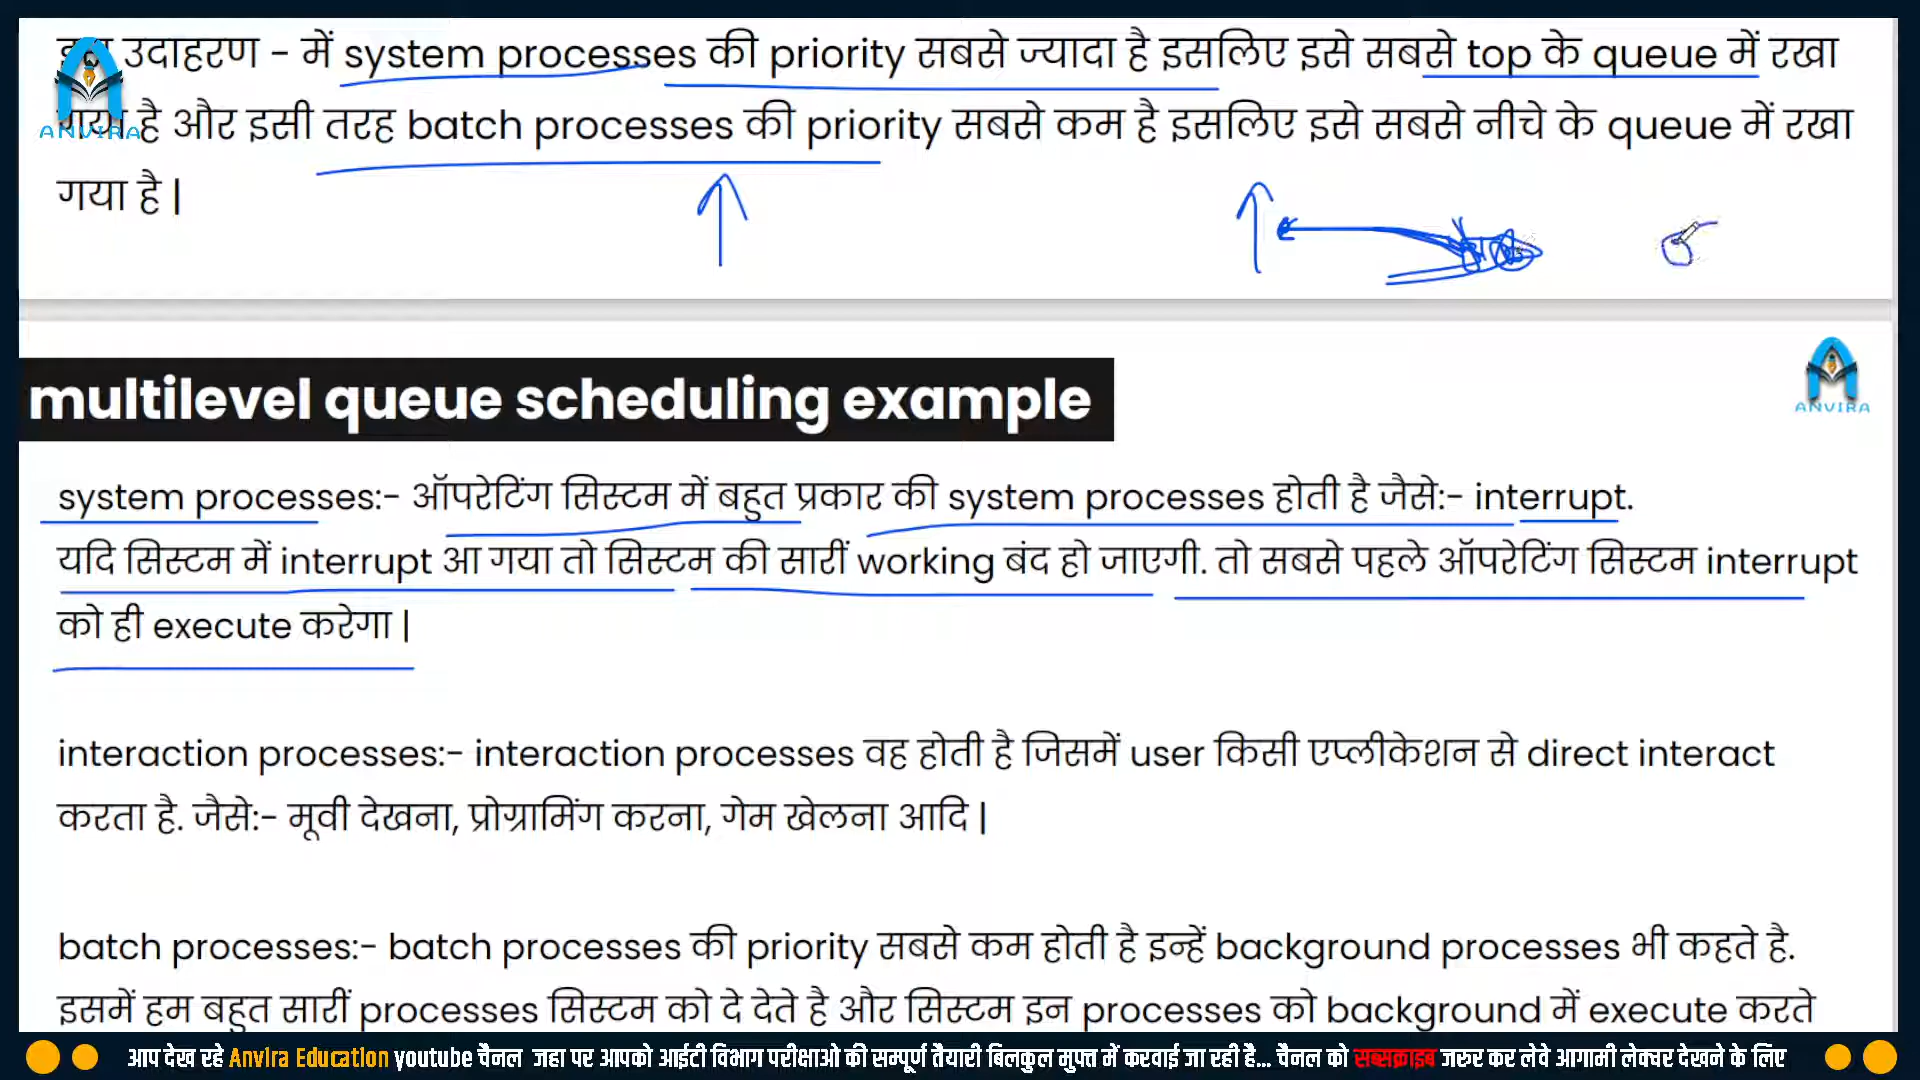 उदाहरण - में system processes की priority सबसे ज्यादा है इसलिए इसे सबसे top के queue में रखा
गया है और इसी तरह batch processes की priority सबसे कम है इसलिए इसे सबसे नीचे के queue में रखा
गया है |
ANVIRA
multilevel queue scheduling example
ANVIRA
system processes:- ऑपरेटिंग सिस्टम में बहुत प्रकार की system processes होती है जैसे:- interrupt.
यदि सिस्टम में interrupt आ गया तो सिस्टम की सारीं working बंद हो जाएगी. तो सबसे पहले ऑपरेटिंग सिस्टम interrupt
को ही execute करेगा |
interaction processes:- interaction processes वह होती है जिसमें user किसी एप्लीकेशन से direct interact
करता है. जैसे:- मूवी देखना, प्रोग्रामिंग करना, गेम खेलना आदि |
batch processes:- batch processes की priority सबसे कम होती है इन्हें background processes भी कहते है.
इसमें हम बहुत सारीं processes सिस्टम को दे देते है और सिस्टम इन processes को background में execute करते
आप देख रहे Anvira Education youtube चैनल जहा पर आपको आईटी विभाग परीक्षाओ की सम्पूर्ण तैयारी बिलकुल मुफ्त में करवाई जा रही है... चैनल को सब्सक्राइब जरुर कर लेवे आगामी लेक्चर देखने के लिए